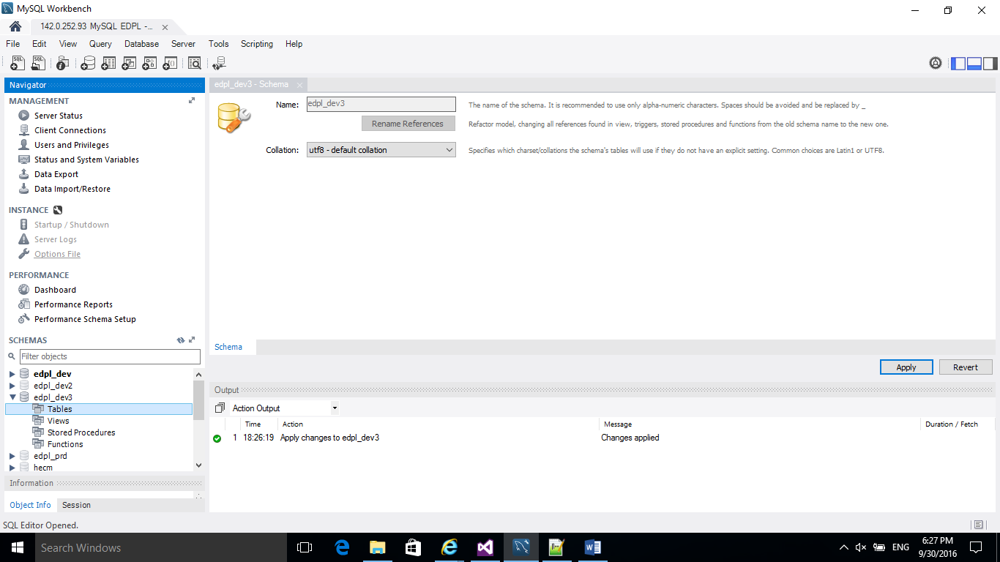 MySQL Workbench
142.0.252.93 MySQL EDPL -...
File Edit View Query Database Server Tools Scripting Help
Navigator
MANAGEMENT
Server Status
Client Connections
Users and Privileges
Status and System Variables
Data Export
Data Import/Restore
INSTANCE
Startup / Shutdown
Server Logs
Options File
PERFORMANCE
Dashboard
Performance Reports
Performance Schema Setup
SCHEMAS
Filter objects
edpl_dev
edpl_dev2
edpl_dev3
Tables
Views
Stored Procedures
Functions
edpl_prd
hecm
Information
Object Info Session
edpl_dev3 - Schema
Name: edpl_dev3 The name of the schema. It is recommended to use only alpha-numeric characters. Spaces should be avoided and be replaced by _
Rename References Refactor model, changing all references found in view, triggers, stored procedures and functions from the old schema name to the new one.
Collation: utf8 - default collation Specifies which charset/collations the schema's tables will use if they do not have an explicit setting. Common choices are Latin1 or UTF8.
Schema
Apply Revert
Output
Action Output
Time Action Message Duration / Fetch
1 18:26:19 Apply changes to edpl_dev3 Changes applied
SQL Editor Opened.
Search Windows
ENG
6:27 PM
9/30/2016